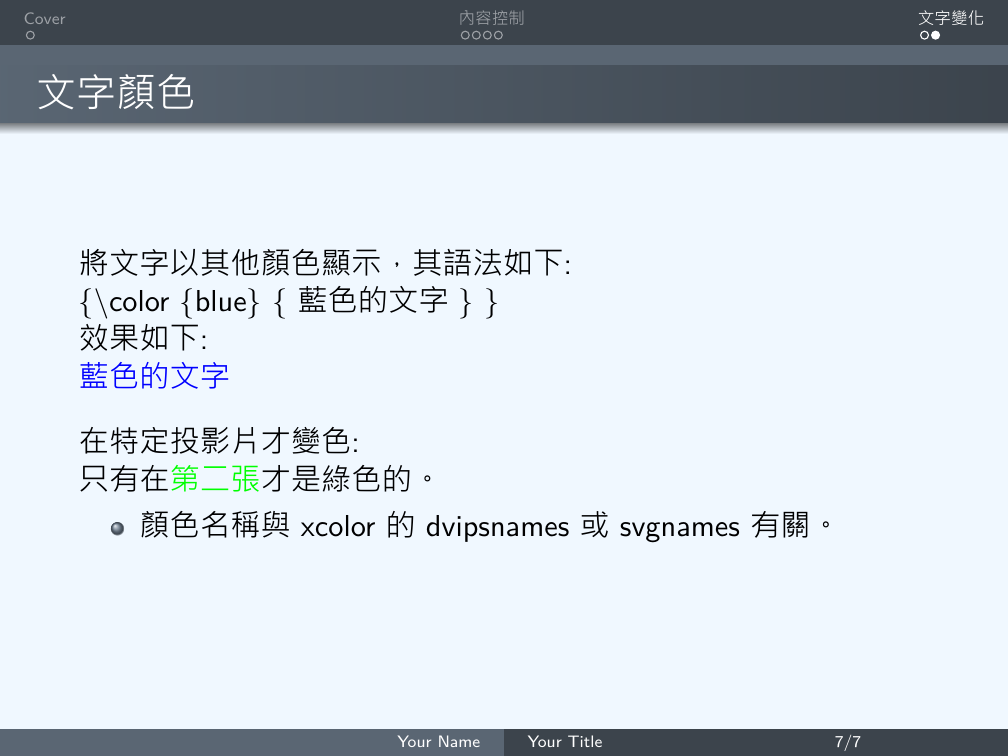 Cover
內容控制
文字變化
文字顏色
將文字以其他顏色顯示，其語法如下:
{\color {blue} { 藍色的文字 } }
效果如下:
藍色的文字
在特定投影片才變色:
只有在第二張才是綠色的。
顏色名稱與 xcolor 的 dvipsnames 或 svgnames 有關。
Your Name
Your Title
7/7